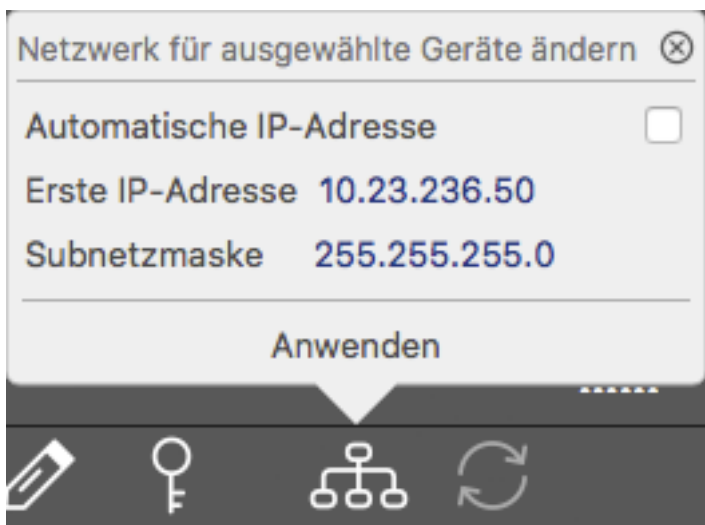 Netzwerk für ausgewählte Geräte ändern
Automatische IP-Adresse
Erste IP-Adresse 10.23.236.50
Subnetzmaske 255.255.255.0
Anwenden